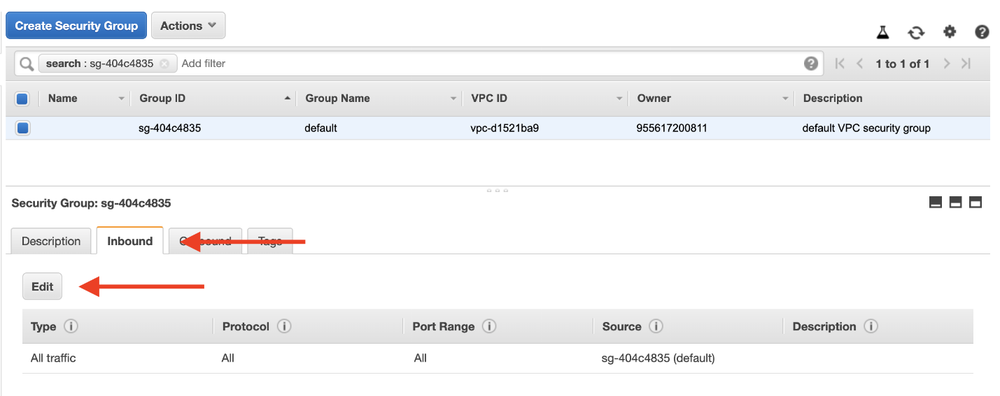 Create Security Group Actions
search : sg-404c4835 Add filter 1 to 1 of 1
Name Group ID Group Name VPC ID Owner Description
sg-404c4835 default vpc-d1521ba9 955617200811 default VPC security group
Security Group: sg-404c4835
Description Inbound Outbound Tags
Edit
Type Protocol Port Range Source Description
All traffic All All sg-404c4835 (default)